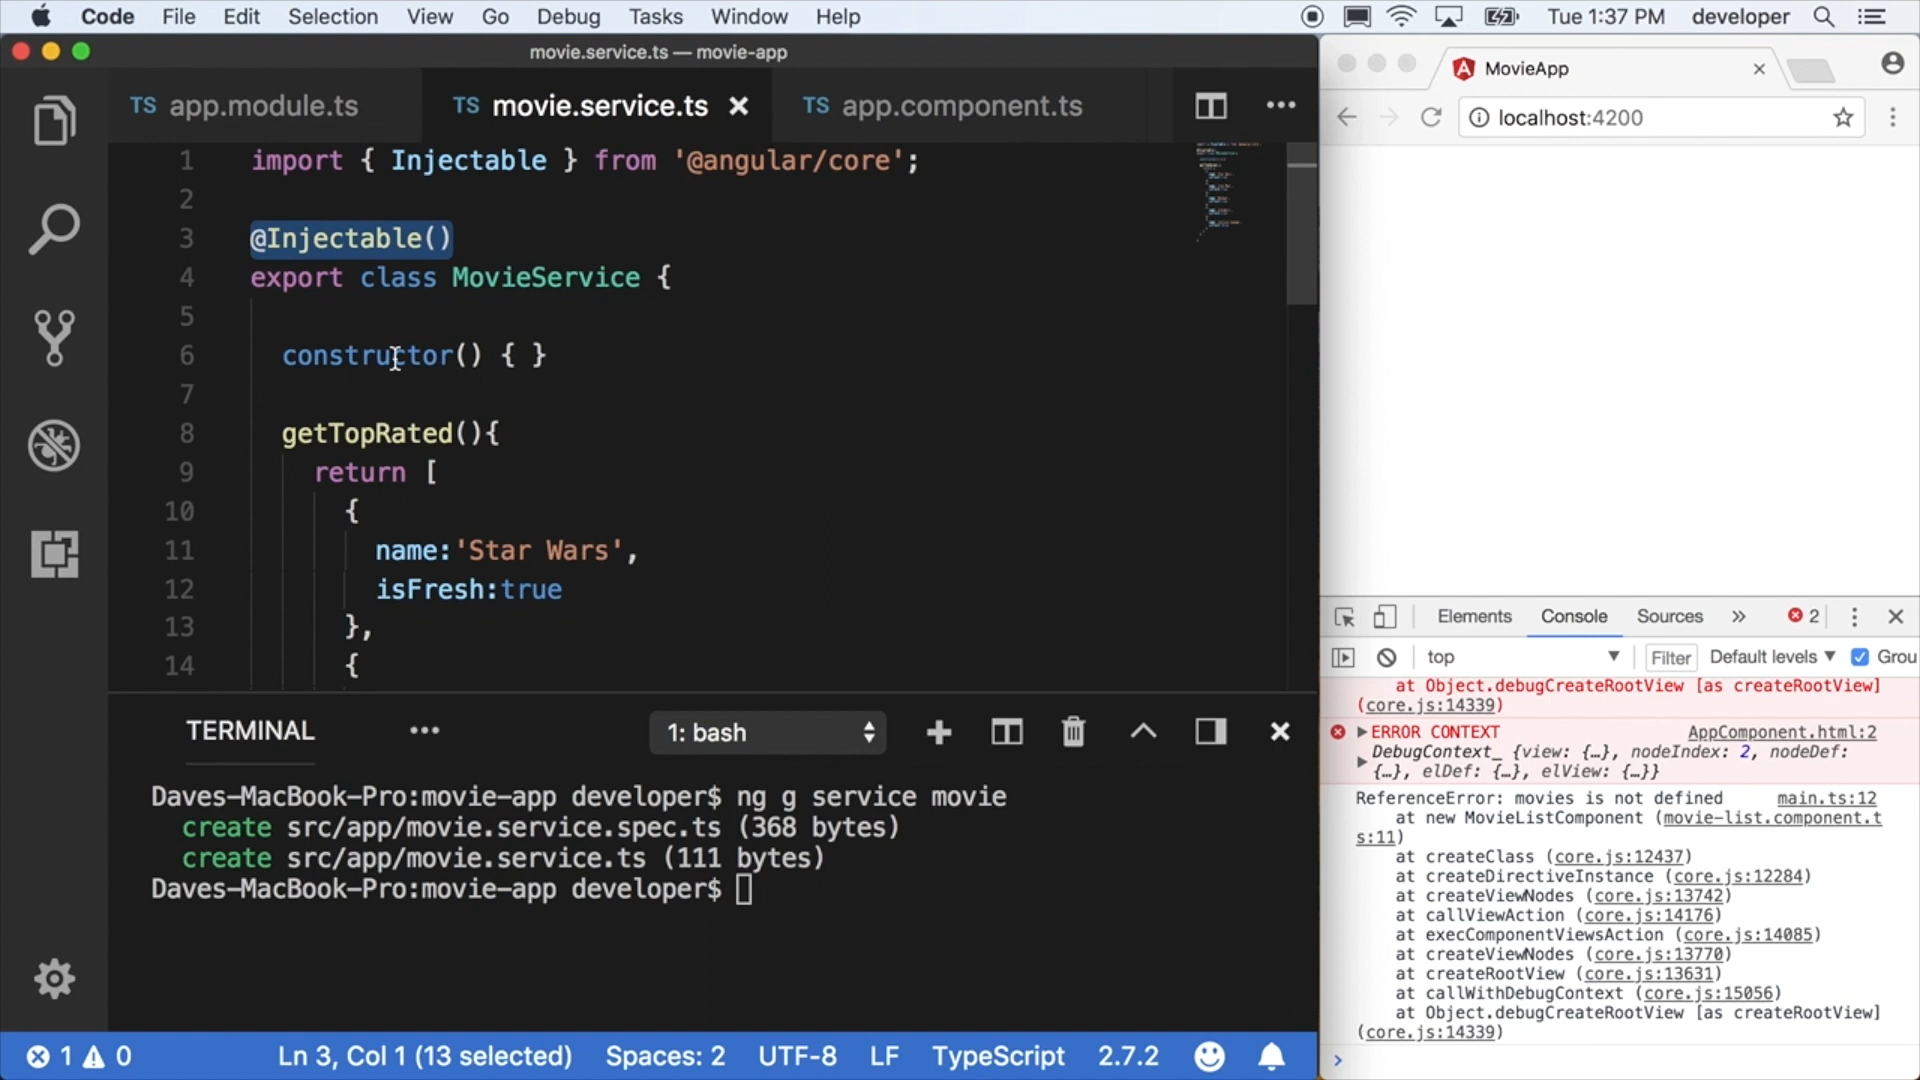 Code File Edit Selection View Go Debug Tasks Window Help Tue 1:37 PM developer
movie.service.ts — movie-app
TS app.module.ts TS movie.service.ts TS app.component.ts
1 import { Injectable } from '@angular/core';
2
3 @Injectable()
4 export class MovieService {
5
6 constructor() { }
7
8 getTopRated(){
9 return [
10 {
11 name:'Star Wars',
12 isFresh:true
13 },
14 {
TERMINAL ••• 1: bash
Daves-MacBook-Pro:movie-app developer$ ng g service movie
create src/app/movie.service.spec.ts (368 bytes)
create src/app/movie.service.ts (111 bytes)
Daves-MacBook-Pro:movie-app developer$
1 0 Ln 3, Col 1 (13 selected) Spaces: 2 UTF-8 LF TypeScript 2.7.2
MovieApp
localhost:4200
Elements Console Sources » 2
top Filter Default levels Grou
at Object.debugCreateRootView [as createRootView]
(core.js:14339)
ERROR CONTEXT AppComponent.html:2
DebugContext_ {view: {…}, nodeIndex: 2, nodeDef:
{…}, elDef: {…}, elView: {…}}
ReferenceError: movies is not defined main.ts:12
at new MovieListComponent (movie-list.component.t
s:11)
at createClass (core.js:12437)
at createDirectiveInstance (core.js:12284)
at createViewNodes (core.js:13742)
at callViewAction (core.js:14176)
at execComponentViewsAction (core.js:14085)
at createViewNodes (core.js:13770)
at createRootView (core.js:13631)
at callWithDebugContext (core.js:15056)
at Object.debugCreateRootView [as createRootView]
(core.js:14339)